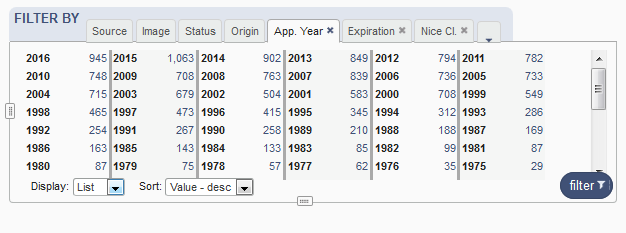 FILTER BY
Source Image Status Origin App. Year ✖ Expiration ✖ Nice Cl. ✖
2016 945 2015 1,063 2014 902 2013 849 2012 794 2011 782
2010 748 2009 708 2008 763 2007 839 2006 736 2005 733
2004 715 2003 679 2002 504 2001 583 2000 708 1999 549
1998 465 1997 473 1996 415 1995 345 1994 312 1993 286
1992 254 1991 267 1990 258 1989 210 1988 188 1987 169
1986 163 1985 143 1984 133 1983 85 1982 99 1981 87
1980 87 1979 75 1978 57 1977 62 1976 35 1975 29
Display: List Sort: Value - desc filter